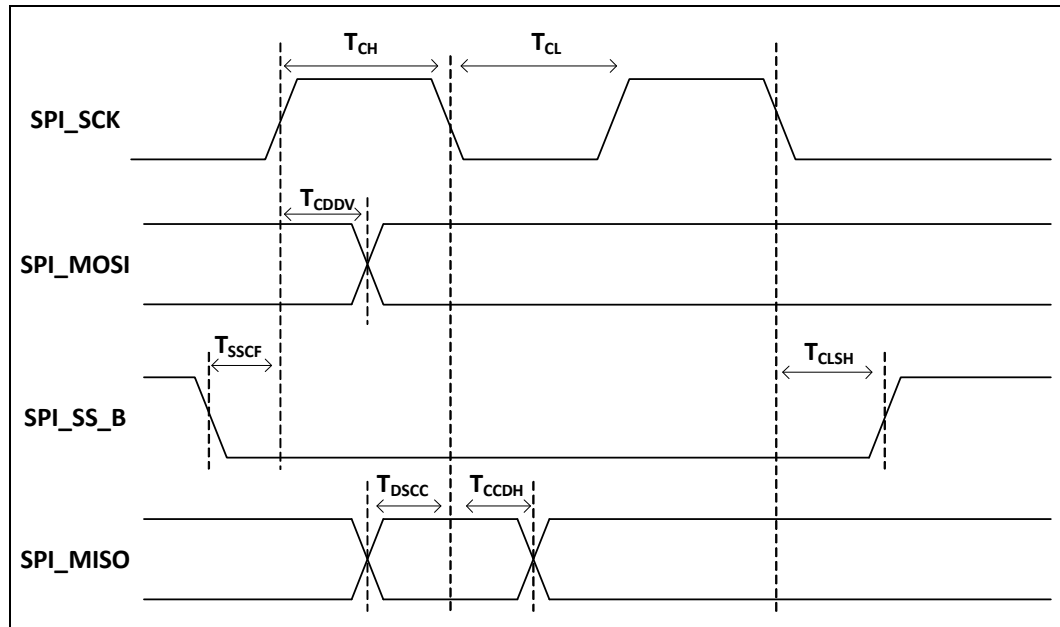 T_CH
T_CL
SPI_SCK
T_CDDV
SPI_MOSI
T_SSCF
T_CLSH
SPI_SS_B
T_DSCC
T_CCDH
SPI_MISO